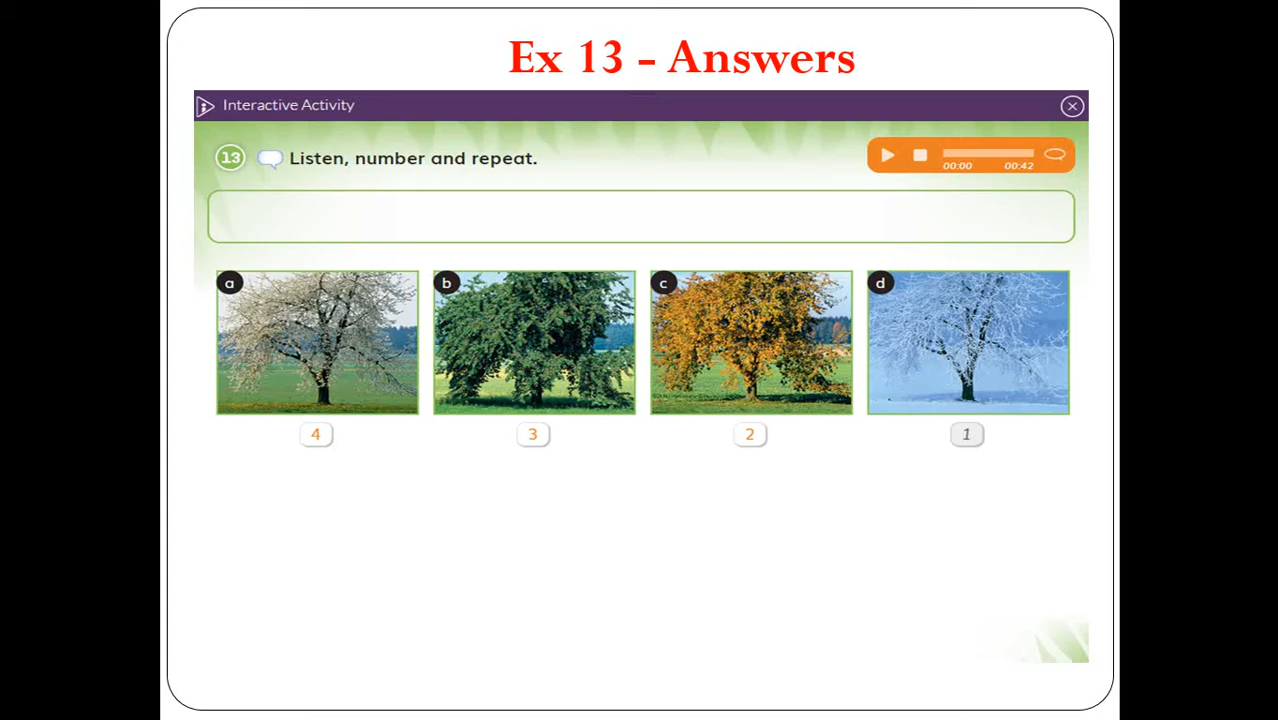 Ex 13 - Answers
Interactive Activity
13 Listen, number and repeat.
00:00 00:42
a b c d
4 3 2 1